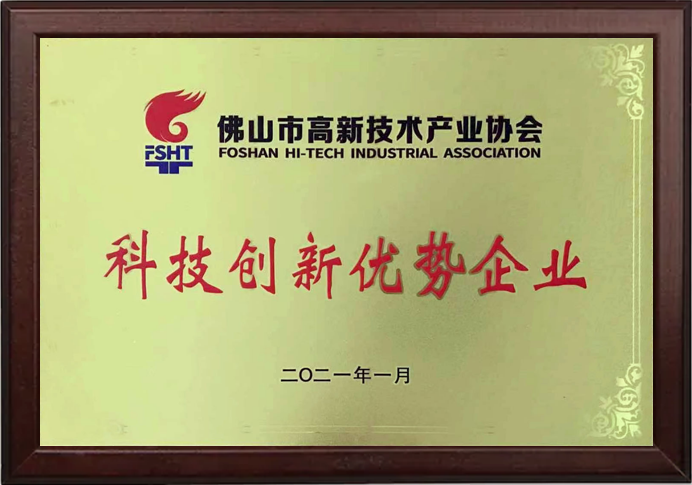 FSHT
佛山市高新技术产业协会
FOSHAN HI-TECH INDUSTRIAL ASSOCIATION
科技创新优势企业
二O二一年一月